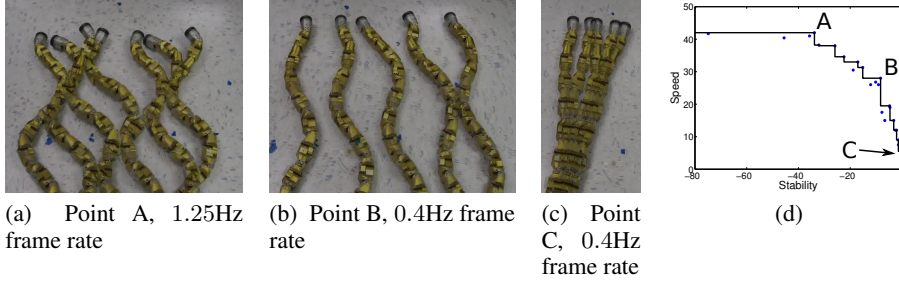 50
40
30
20
10
0
Speed
A
B
C
−80
−60
−40
−20
Stability
(a) Point A, 1.25Hz
frame rate
(b) Point B, 0.4Hz frame
rate
(c) Point
C, 0.4Hz
frame rate
(d)